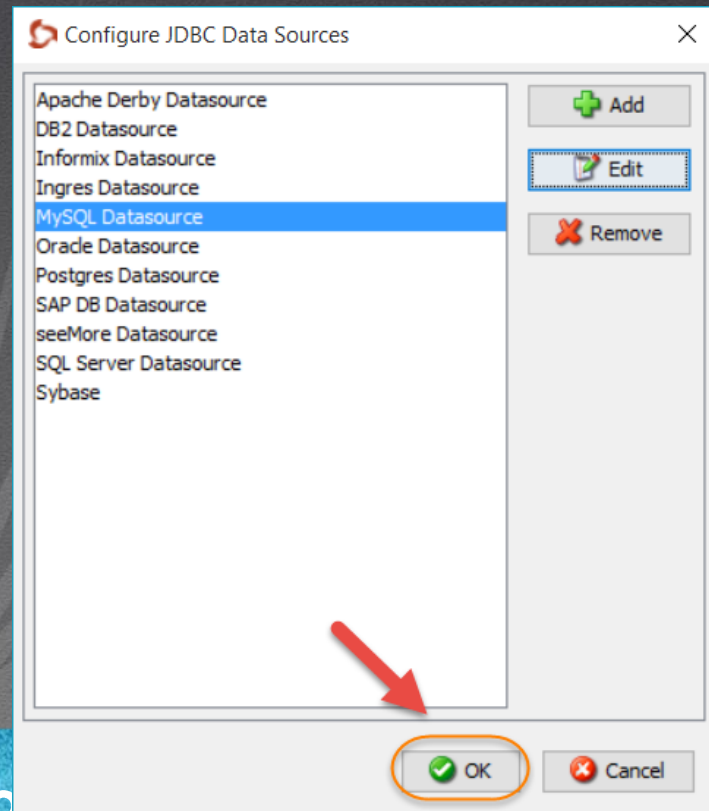 Configure JDBC Data Sources
Apache Derby Datasource
DB2 Datasource
Informix Datasource
Ingres Datasource
MySQL Datasource
Oracle Datasource
Postgres Datasource
SAP DB Datasource
seeMore Datasource
SQL Server Datasource
Sybase
Add
Edit
Remove
OK
Cancel